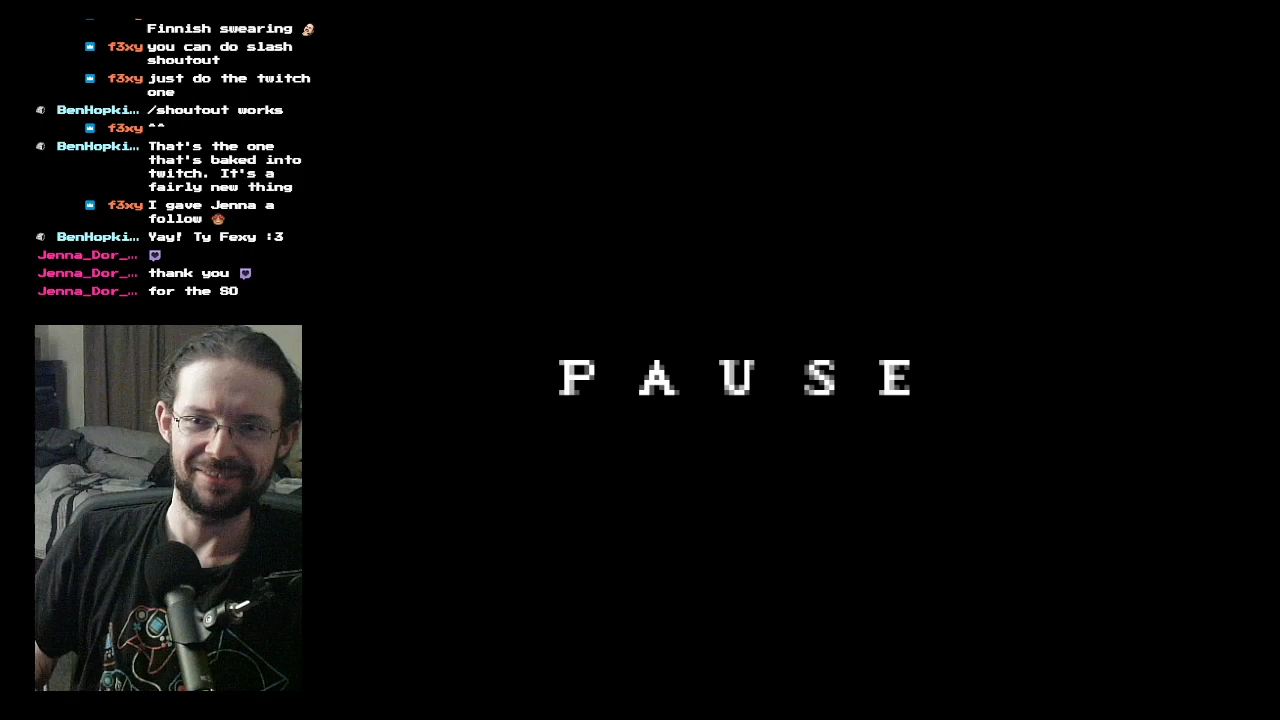 Finnish swearing
f3xy you can do slash
shoutout
f3xy just do the twitch
one
BenHopki... /shoutout works
f3xy ^^
BenHopki... That's the one
that's baked into
twitch. It's a
fairly new thing
f3xy I gave Jenna a
follow
BenHopki... Yay! Ty Fexy :3
Jenna_Dor_...
Jenna_Dor_... thank you
Jenna_Dor_... for the SO
P A U S E